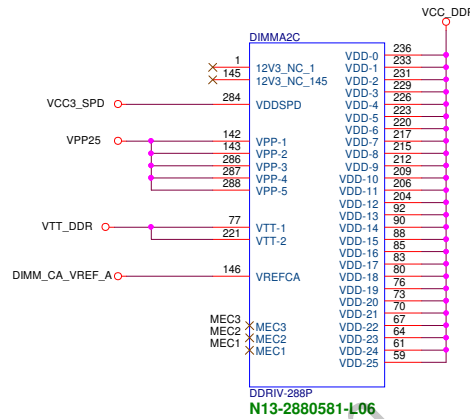 VCC_DDR
DIMMA2C
1 12V3_NC_1
145 12V3_NC_145
VCC3_SPD 284 VDDSPD
VPP25 142 VPP-1
143 VPP-2
286 VPP-3
287 VPP-4
288 VPP-5
VTT_DDR 77 VTT-1
221 VTT-2
DIMM_CA_VREF_A 146 VREFCA
MEC3 MEC3
MEC2 MEC2
MEC1 MEC1
VDD-0 236
VDD-1 233
VDD-2 231
VDD-3 229
VDD-4 226
VDD-5 223
VDD-6 220
VDD-7 217
VDD-8 215
VDD-9 212
VDD-10 209
VDD-11 206
VDD-12 204
VDD-13 92
VDD-14 90
VDD-15 88
VDD-16 85
VDD-17 83
VDD-18 80
VDD-19 76
VDD-20 73
VDD-21 70
VDD-22 67
VDD-23 64
VDD-24 61
VDD-25 59
DDRIV-288P
N13-2880581-L06